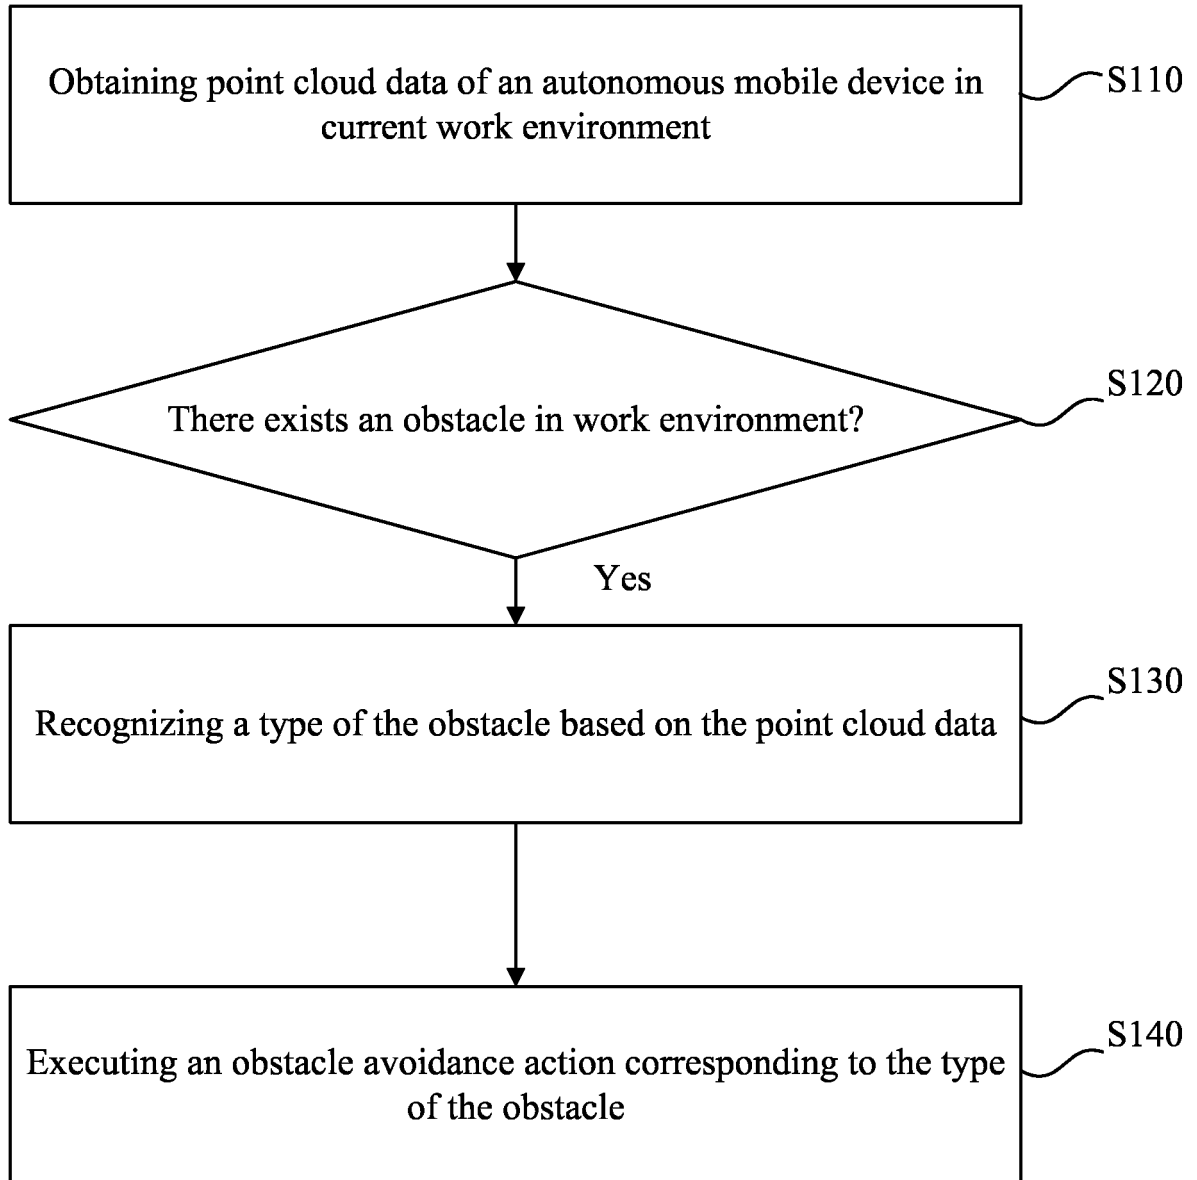 Obtaining point cloud data of an autonomous mobile device in
current work environment
S110
There exists an obstacle in work environment?
S120
Yes
Recognizing a type of the obstacle based on the point cloud data
S130
Executing an obstacle avoidance action corresponding to the type
of the obstacle
S140